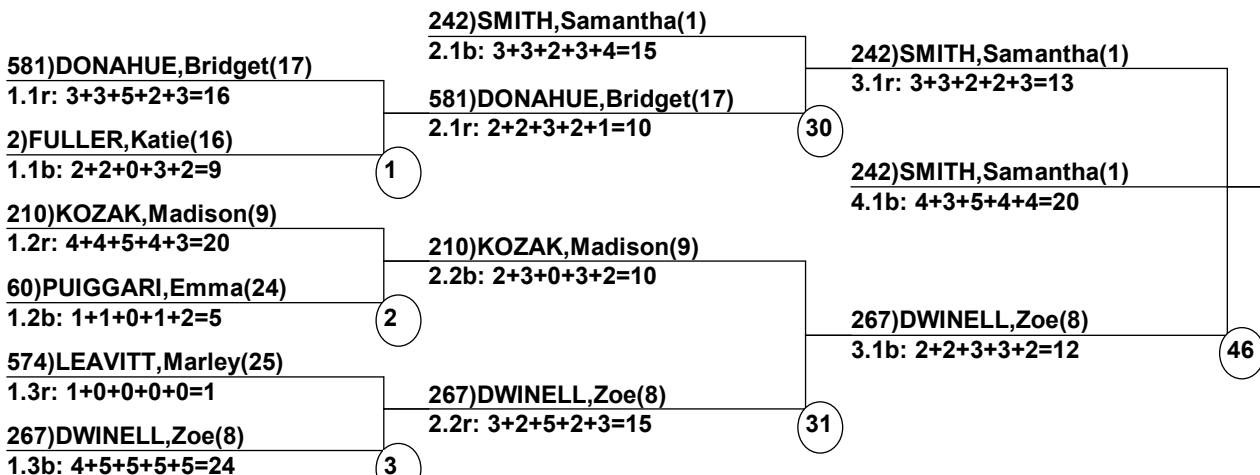 242)SMITH,Samantha(1)
2.1b: 3+3+2+3+4=15
581)DONAHUE,Bridget(17)
1.1r: 3+3+5+2+3=16
242)SMITH,Samantha(1)
3.1r: 3+3+2+2+3=13
581)DONAHUE,Bridget(17)
2.1r: 2+2+3+2+1=10
30
2)FULLER,Katie(16)
1.1b: 2+2+0+3+2=9
1
242)SMITH,Samantha(1)
4.1b: 4+3+5+4+4=20
210)KOZAK,Madison(9)
1.2r: 4+4+5+4+3=20
210)KOZAK,Madison(9)
2.2b: 2+3+0+3+2=10
60)PUIGGARI,Emma(24)
1.2b: 1+1+0+1+2=5
2
267)DWINELL,Zoe(8)
3.1b: 2+2+3+3+2=12
46
574)LEAVITT,Marley(25)
1.3r: 1+0+0+0+0=1
267)DWINELL,Zoe(8)
2.2r: 3+2+5+2+3=15
31
267)DWINELL,Zoe(8)
1.3b: 4+5+5+5+5=24
3